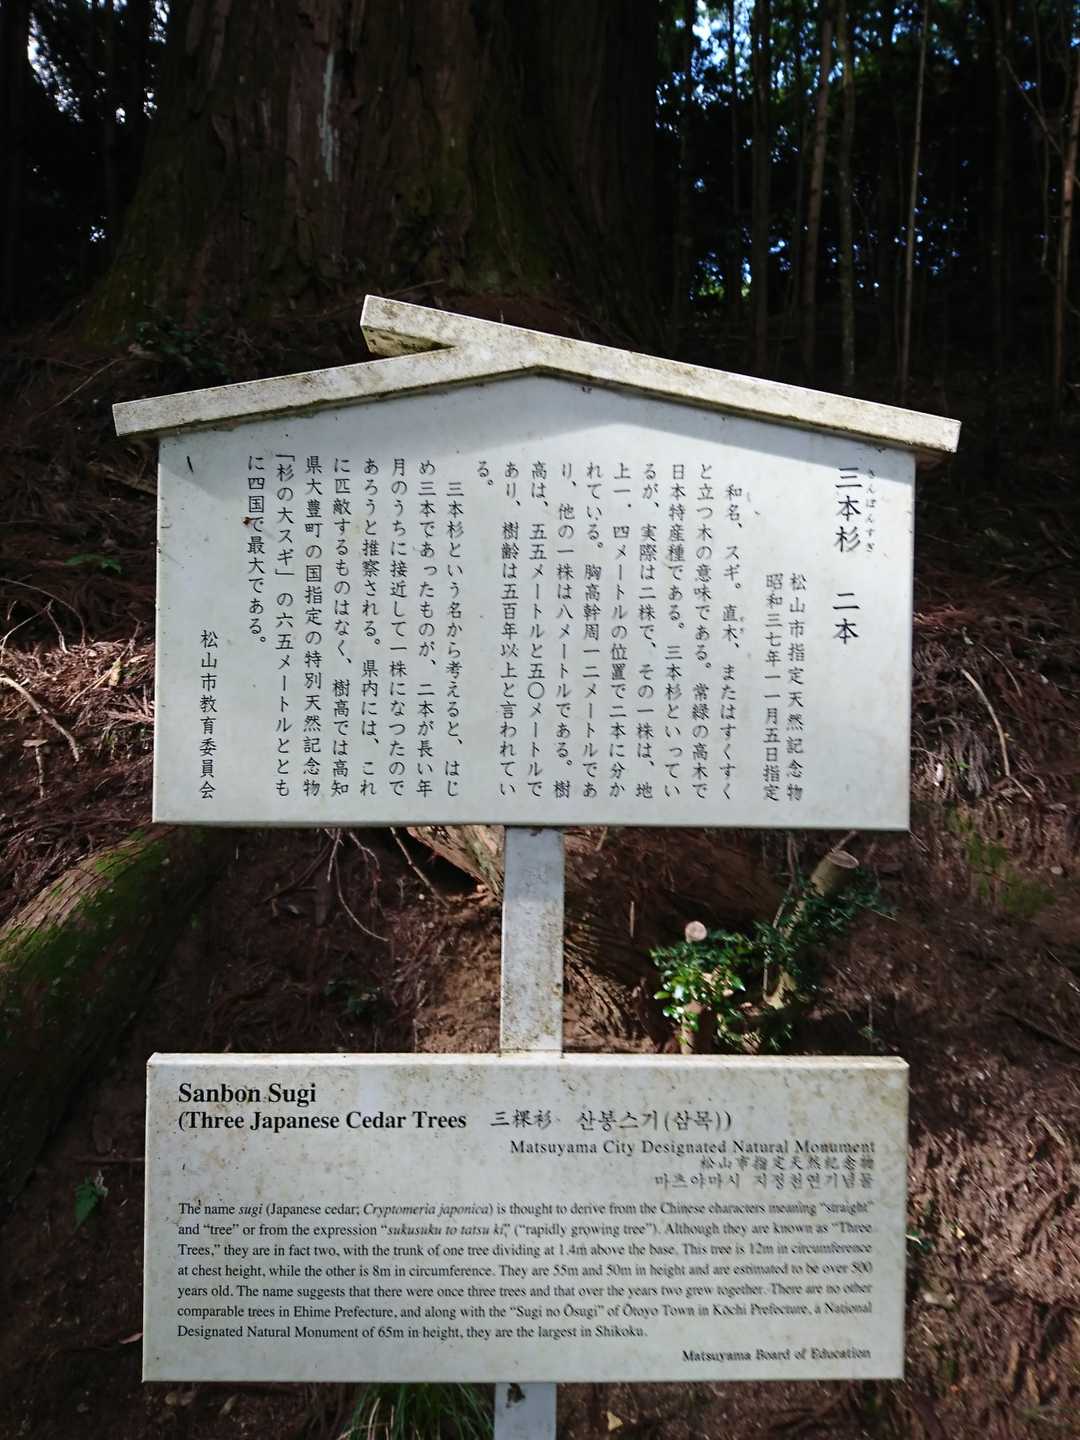 さんぼんすぎ
三本杉 二本
松山市指定天然記念物
昭和三七年一一月五日指定
和名、スギ。直木、またはすくすく
と立つ木の意味である。常緑の高木で
日本特産種である。三本杉といってい
るが、実際は二株で、その一株は、地
上一.四メートルの位置で二本に分か
れている。胸高幹周一二メートルであ
り、他の一株は八メートルである。樹
高は、五五メートルと五〇メートルで
あり、樹齢は五百年以上と言われてい
る。
三本杉という名から考えると、はじ
め三本であったものが、二本が長い年
月のうちに接近して一株になつたので
あろうと推察される。県内には、これ
に匹敵するものはなく、樹高では高知
県大豊町の国指定の特別天然記念物
「杉の大スギ」の六五メートルととも
に四国で最大である。
松山市教育委員会
Sanbon Sugi
(Three Japanese Cedar Trees 三棵杉 산봉스기(삼목))
Matsuyama City Designated Natural Monument
松山市指定天然纪念物
마츠야마시 지정천연기념물
The name sugi (Japanese cedar; Cryptomeria japonica) is thought to derive from the Chinese characters meaning "straight"
and "tree" or from the expression "sukusuku to tatsu ki," ("rapidly growing tree"). Although they are known as "Three
Trees," they are in fact two, with the trunk of one tree dividing at 1.4m above the base. This tree is 12m in circumference
at chest height, while the other is 8m in circumference. They are 55m and 50m in height and are estimated to be over 500
years old. The name suggests that there were once three trees and that over the years two grew together. There are no other
comparable trees in Ehime Prefecture, and along with the "Sugi no Ōsugi" of Ōtoyo Town in Kōchi Prefecture, a National
Designated Natural Monument of 65m in height, they are the largest in Shikoku.
Matsuyama Board of Education